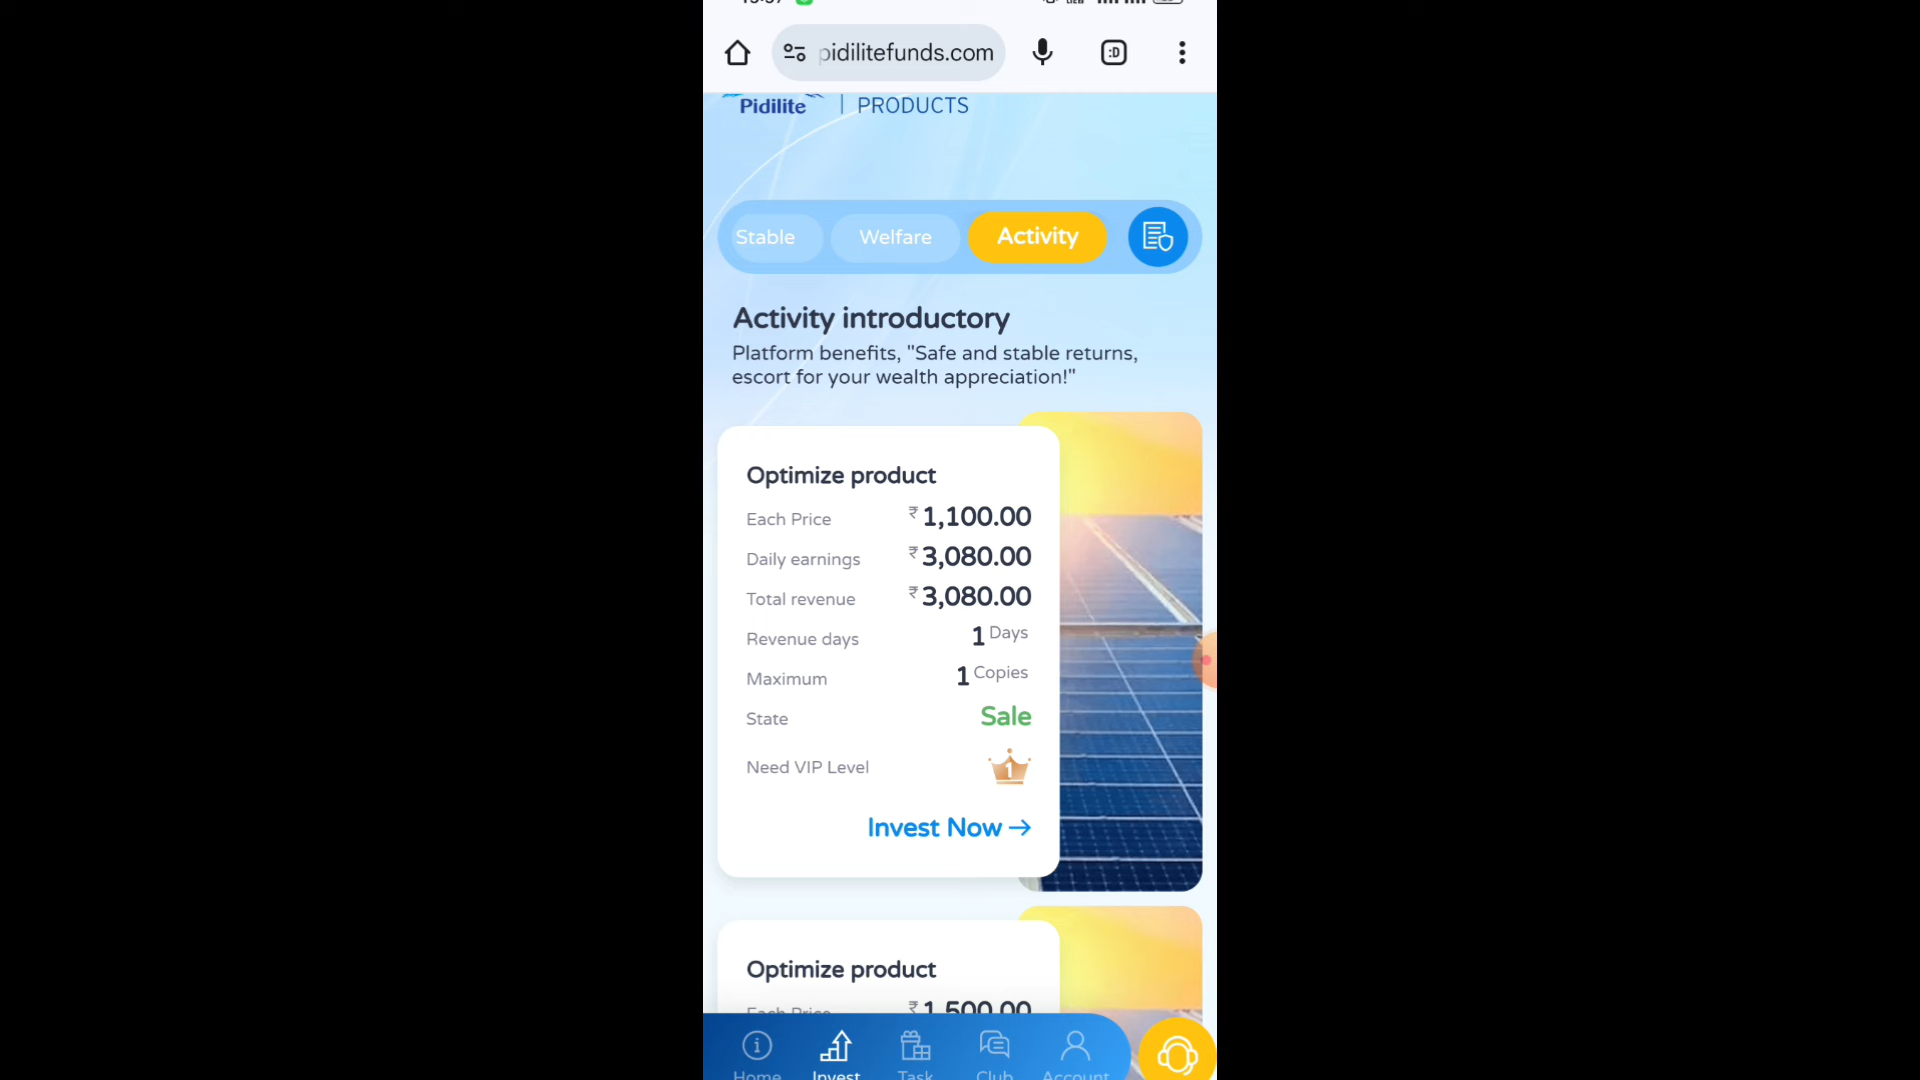 pidilitefunds.com
:D
Pidilite | PRODUCTS
Stable Welfare Activity
Activity introductory
Platform benefits, "Safe and stable returns,
escort for your wealth appreciation!"
Optimize product
Each Price ₹ 1,100.00
Daily earnings ₹ 3,080.00
Total revenue ₹ 3,080.00
Revenue days 1 Days
Maximum 1 Copies
State Sale
Need VIP Level 1
Invest Now →
Optimize product
Each Price ₹ 1,500.00
Home Invest Task Club Account